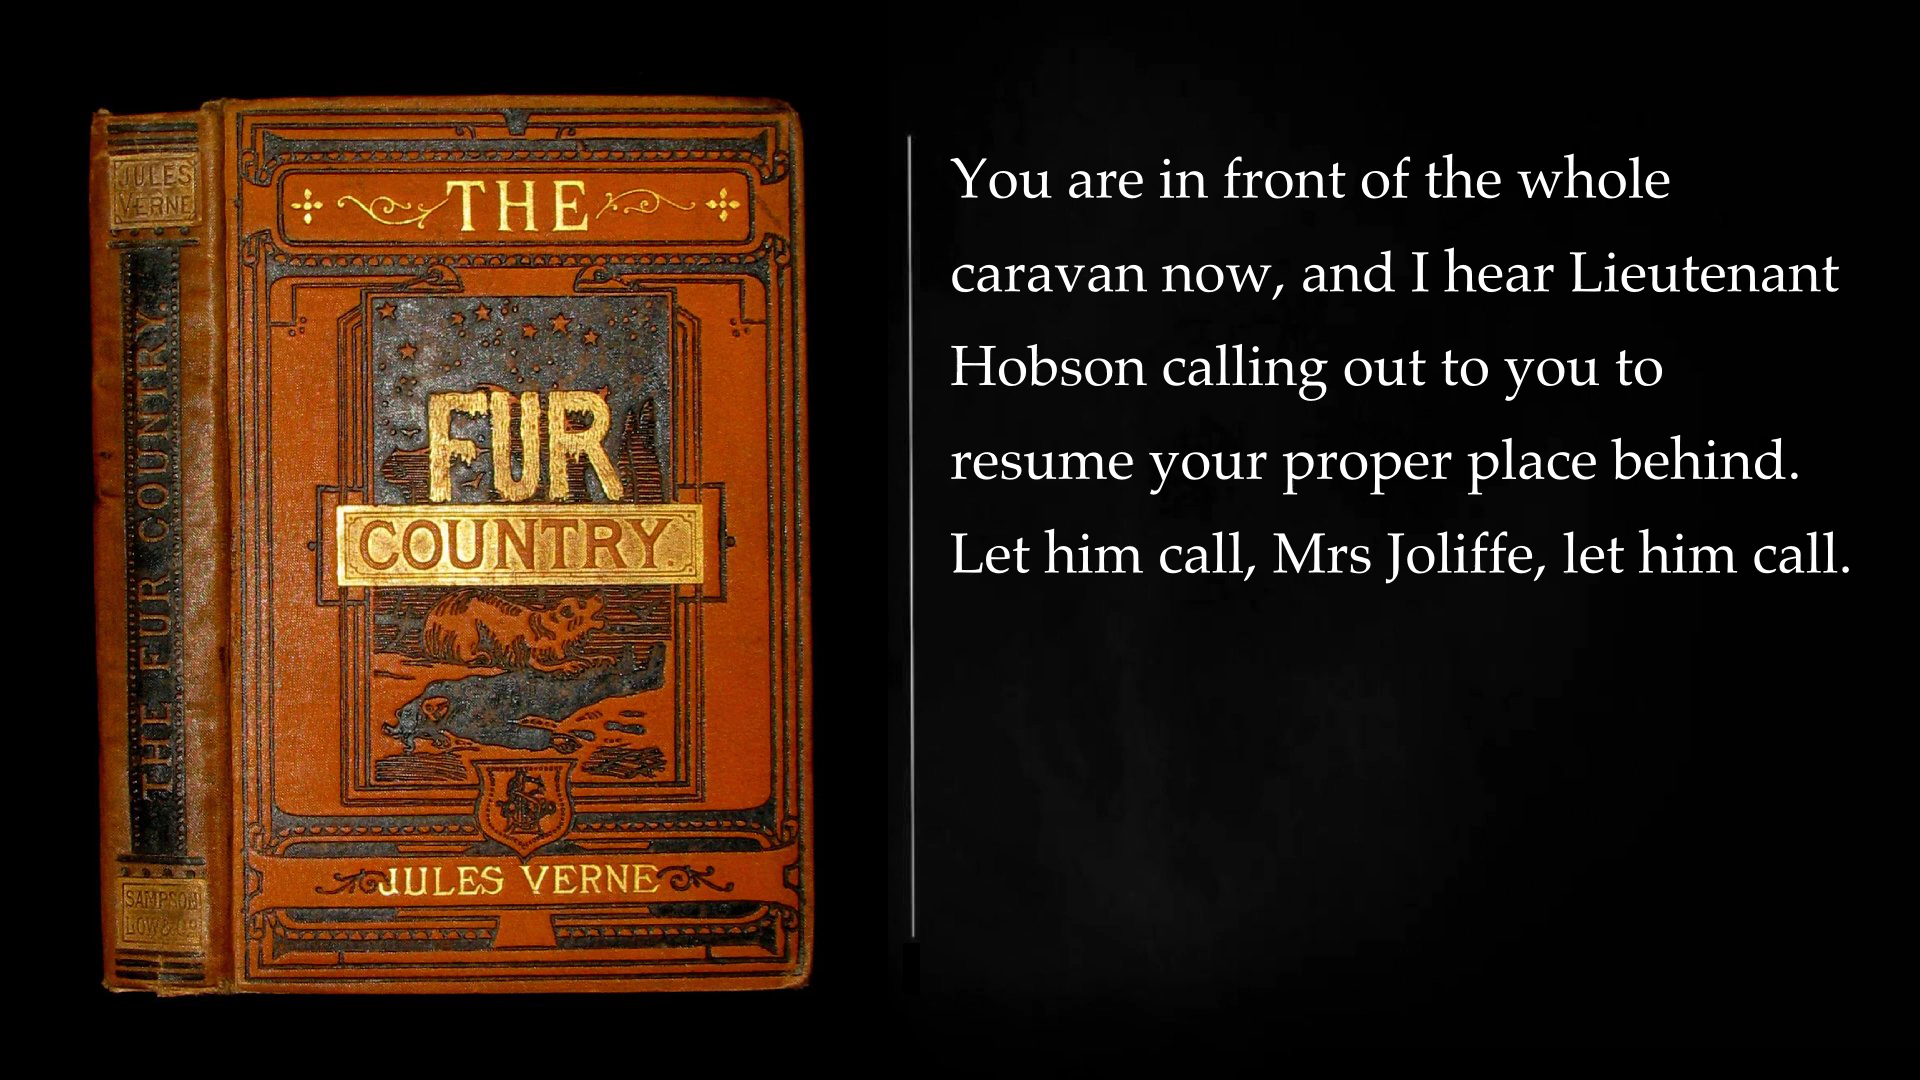 JULES
VERNE
THE FUR COUNTRY.
SAMPSON
LOW & Co
THE
FUR
COUNTRY.
JULES VERNE
You are in front of the whole
caravan now, and I hear Lieutenant
Hobson calling out to you to
resume your proper place behind.
Let him call, Mrs Joliffe, let him call.